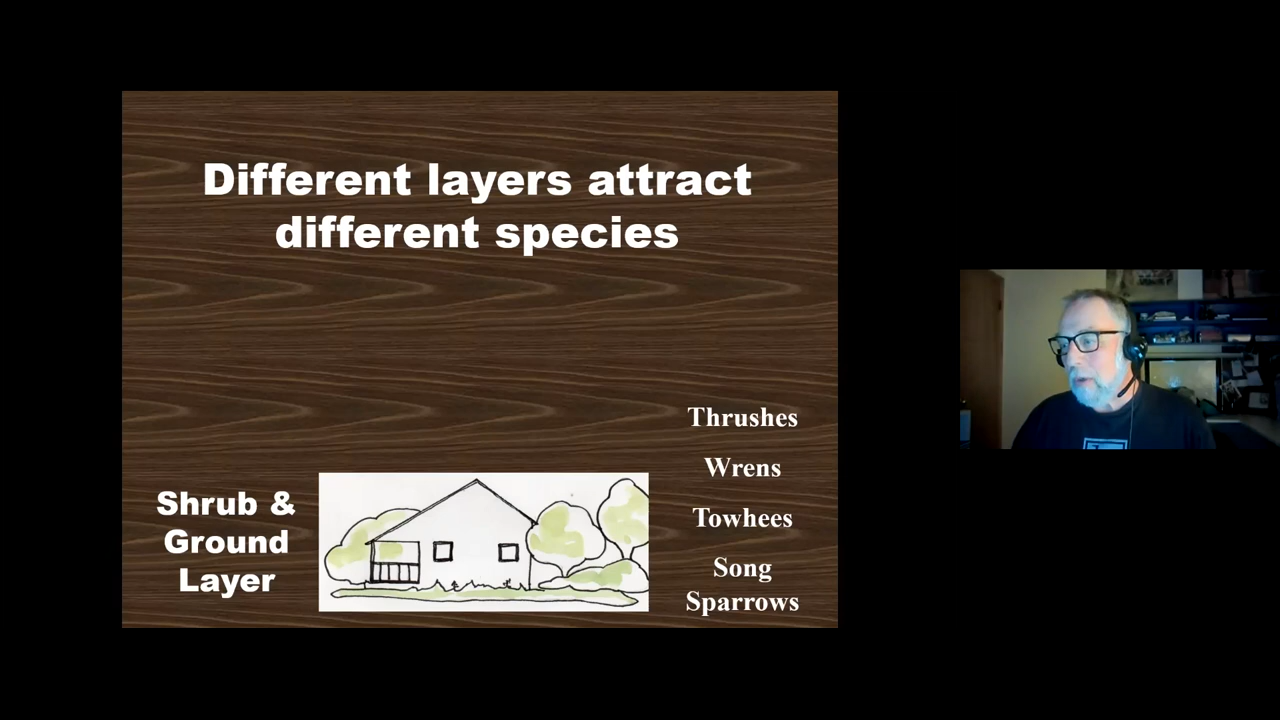 Different layers attract
different species
Thrushes
Wrens
Towhees
Song
Sparrows
Shrub &
Ground
Layer